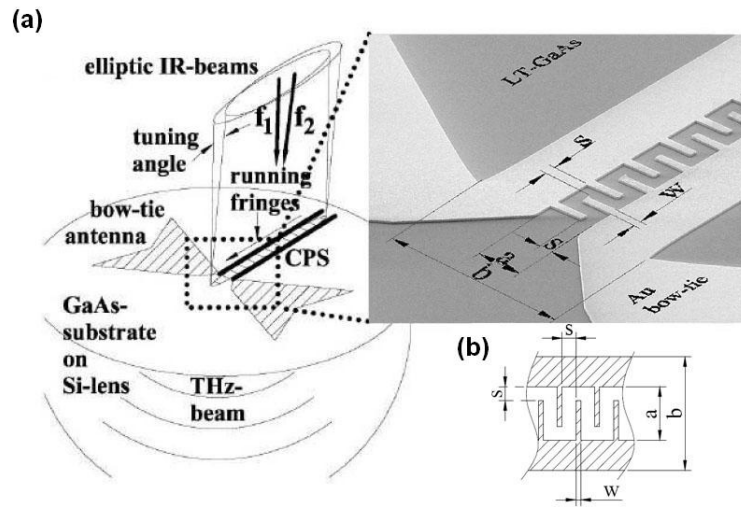 (a)
elliptic IR-beams
f1 f2
tuning
angle
running
fringes
bow-tie
antenna
CPS
GaAs-
substrate
on
Si-lens
THz-
beam
LT-GaAs
s
w
s
Au
bow-tie
(b)
s
s
a
b
w